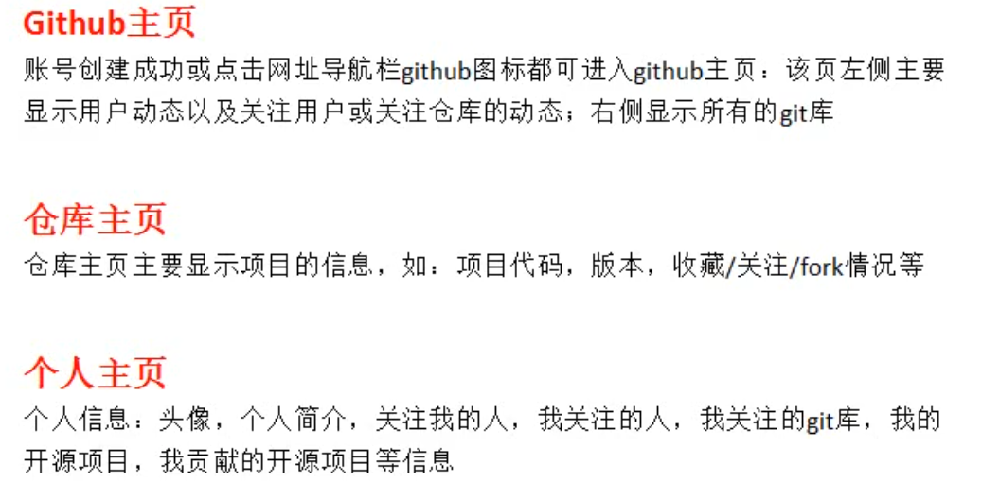 Github主页
账号创建成功或点击网址导航栏github图标都可进入github主页：该页左侧主要
显示用户动态以及关注用户或关注仓库的动态；右侧显示所有的git库
仓库主页
仓库主页主要显示项目的信息，如：项目代码，版本，收藏/关注/fork情况等
个人主页
个人信息：头像，个人简介，关注我的人，我关注的人，我关注的git库，我的
开源项目，我贡献的开源项目等信息